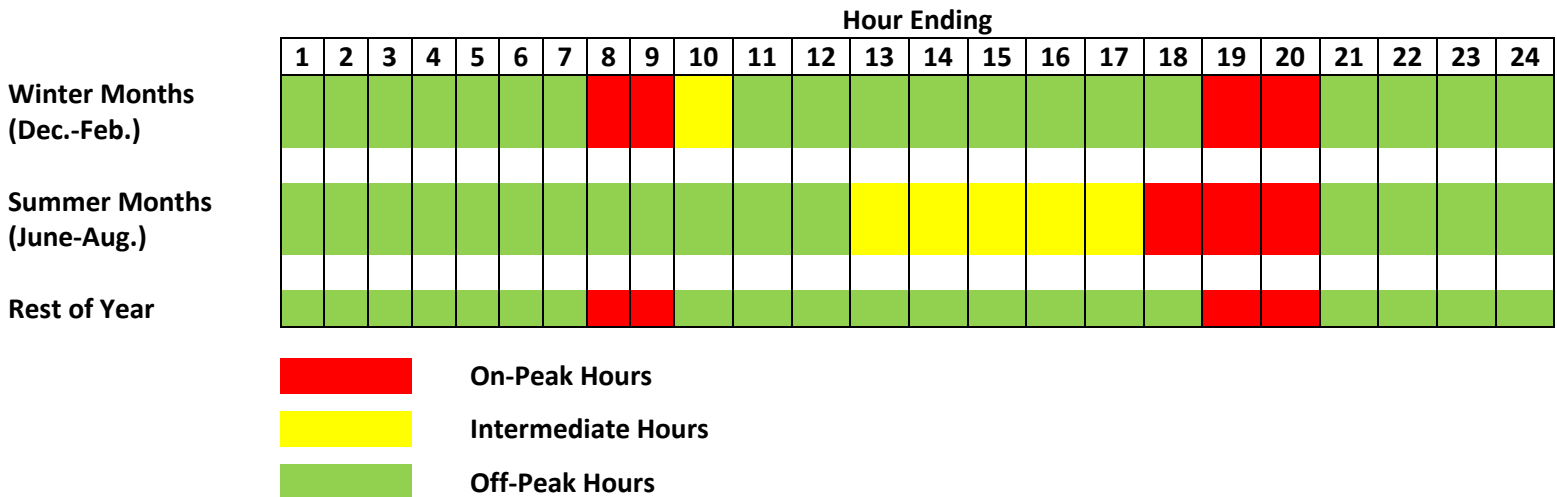 Hour Ending
1 2 3 4 5 6 7 8 9 10 11 12 13 14 15 16 17 18 19 20 21 22 23 24
Winter Months
(Dec.-Feb.)
Summer Months
(June-Aug.)
Rest of Year
On-Peak Hours
Intermediate Hours
Off-Peak Hours